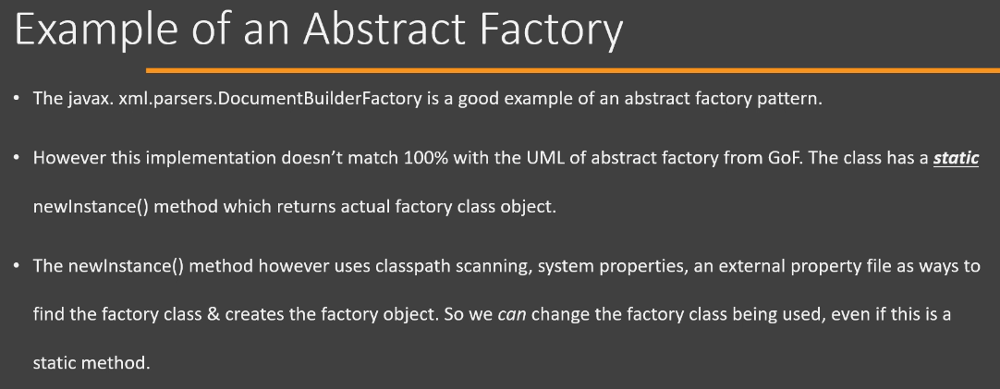 Example of an Abstract Factory
• The javax. xml.parsers.DocumentBuilderFactory is a good example of an abstract factory pattern.
• However this implementation doesn’t match 100% with the UML of abstract factory from GoF. The class has a static
newInstance() method which returns actual factory class object.
• The newInstance() method however uses classpath scanning, system properties, an external property file as ways to
find the factory class & creates the factory object. So we can change the factory class being used, even if this is a
static method.